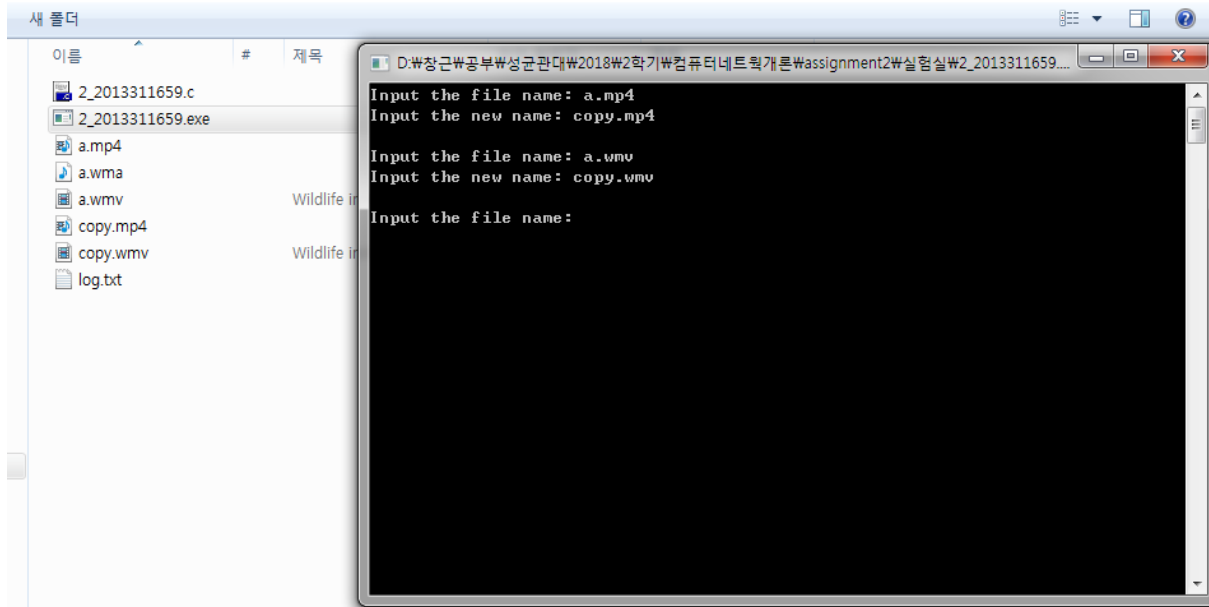 새 폴더
이름 # 제목
2_2013311659.c
2_2013311659.exe
a.mp4
a.wma
a.wmv Wildlife in
copy.mp4
copy.wmv Wildlife in
log.txt
D:₩창근₩공부₩성균관대₩2018₩2학기₩컴퓨터네트웍개론₩assignment2₩실험실₩2_2013311659....
Input the file name: a.mp4
Input the new name: copy.mp4
Input the file name: a.wmv
Input the new name: copy.wmv
Input the file name: